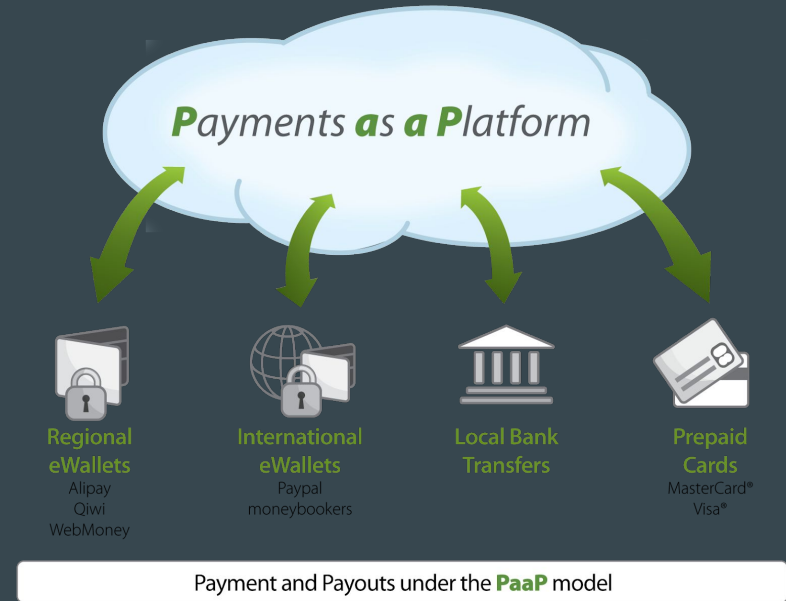 Payments as a Platform
Regional
eWallets
Alipay
Qiwi
WebMoney
International
eWallets
Paypal
moneybookers
Local Bank
Transfers
Prepaid
Cards
MasterCard®
Visa®
Payment and Payouts under the PaaP model